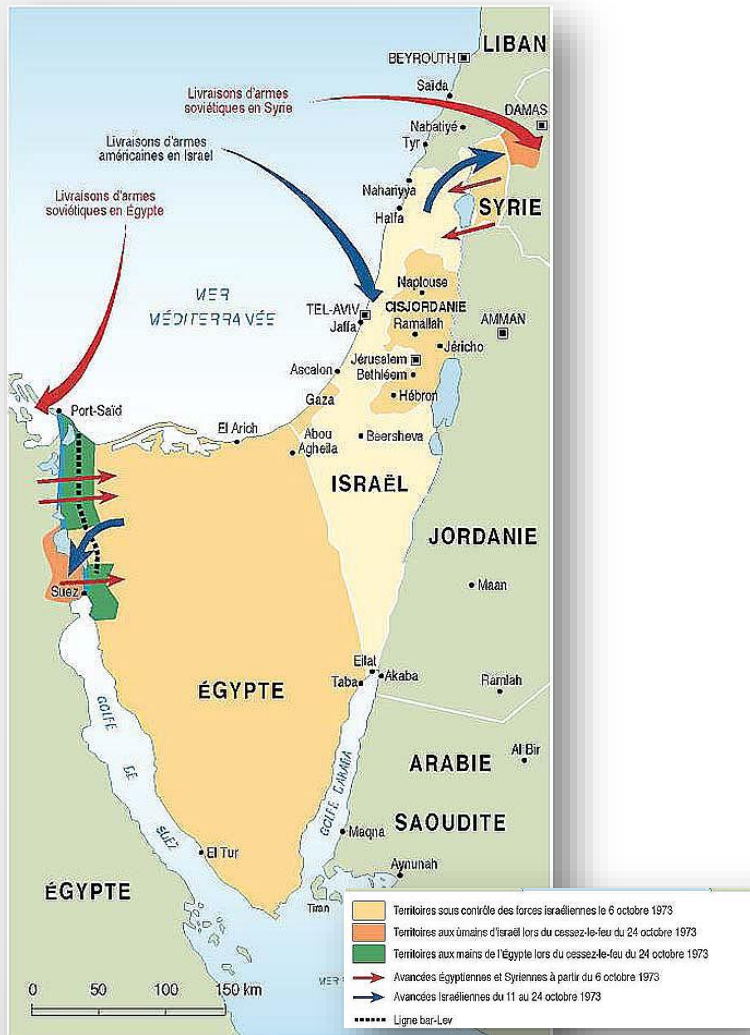 LIBAN
BEYROUTH
Saïda
Livraisons d'armes
soviétiques en Syrie
DAMAS
Nabatiyé
Tyr
Livraisons d'armes
américaines en Israel
Livraisons d'armes
soviétiques en Égypte
Nahariyya
Haïfa
SYRIE
MER
MÉDITERRANÉE
Naplouse
CISJORDANIE
TEL-AVIV
Jaffa
Ramallah
AMMAN
Jéricho
Jérusalem
Bethléem
Ascalon
Hébron
Gaza
Port-Saïd
El Arich
Abou
Agheila
Beersheva
ISRAËL
JORDANIE
Maan
Suez
Eilat
Taba
Akaba
Ramlah
ÉGYPTE
GOLFE
DE
SUEZ
GOLFE D'AKABA
ARABIE
SAOUDITE
Al Bir
Maqna
El Tur
Aynunah
ÉGYPTE
Tiran
MER
0 50 100 150 km
Territoires sous contrôle des forces israéliennes le 6 octobre 1973
Territoires aux ùmains d'Israël lors du cessez-le-feu du 24 octobre 1973
Territoires aux mains de l'Égypte lors du cessez-le-feu du 24 octobre 1973
Avancées Égyptiennes et Syriennes à partir du 6 octobre 1973
Avancées Israéliennes du 11 au 24 octobre 1973
Ligne bar-Lev